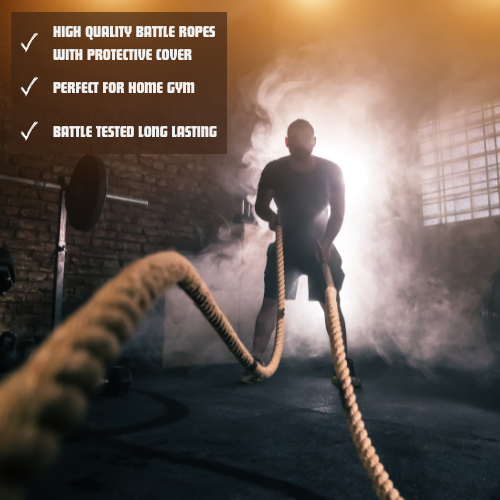 HIGH QUALITY BATTLE ROPES
WITH PROTECTIVE COVER
PERFECT FOR HOME GYM
BATTLE TESTED LONG LASTING